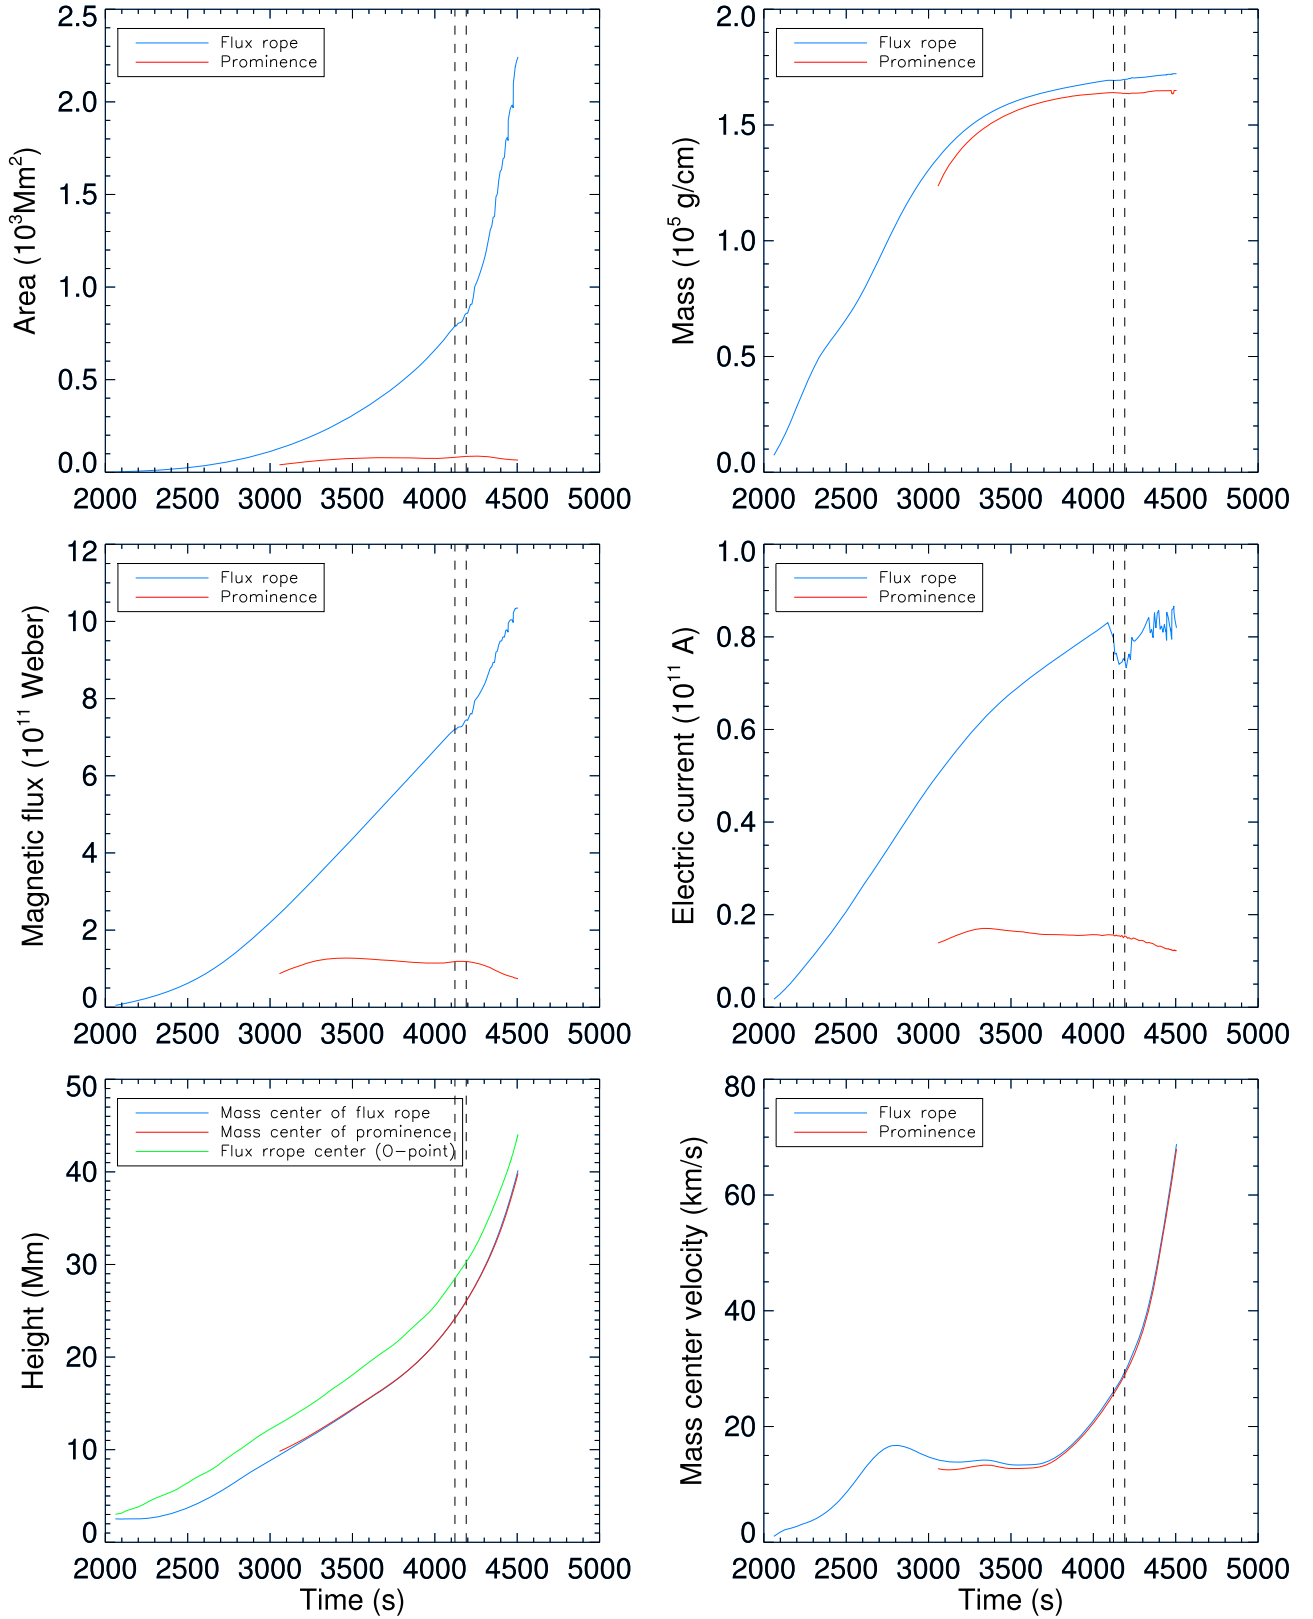 2.5
2.0
1.5
1.0
0.5
0.0
Area (10³Mm²)
Flux rope
Prominence
2000 2500 3000 3500 4000 4500 5000
2.0
1.5
1.0
0.5
0.0
Mass (10⁵ g/cm)
Flux rope
Prominence
2000 2500 3000 3500 4000 4500 5000
12
10
8
6
4
2
0
Magnetic flux (10¹¹ Weber)
Flux rope
Prominence
2000 2500 3000 3500 4000 4500 5000
1.0
0.8
0.6
0.4
0.2
0.0
Electric current (10¹¹ A)
Flux rope
Prominence
2000 2500 3000 3500 4000 4500 5000
50
40
30
20
10
0
Height (Mm)
Mass center of flux rope
Mass center of prominence
Flux rrope center (O-point)
2000 2500 3000 3500 4000 4500 5000
Time (s)
80
60
40
20
0
Mass center velocity (km/s)
Flux rope
Prominence
2000 2500 3000 3500 4000 4500 5000
Time (s)